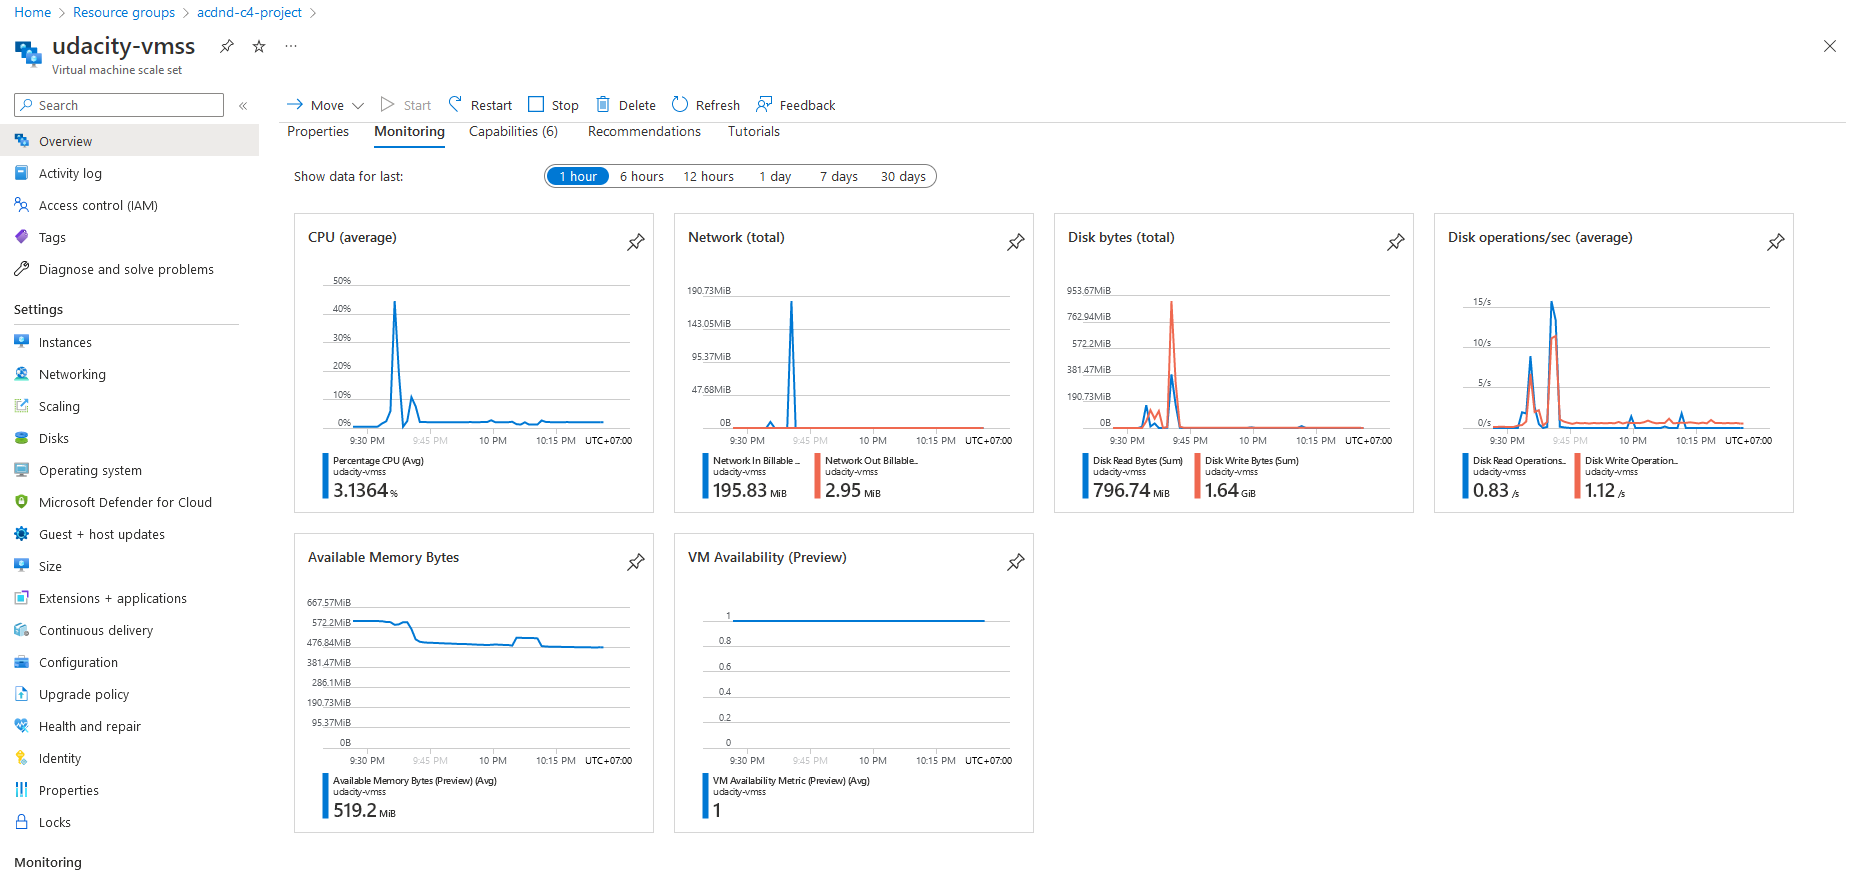 Home > Resource groups > acdnd-c4-project >
udacity-vmss ...
Virtual machine scale set
Search «
Move Start Restart Stop Delete Refresh Feedback
Properties Monitoring Capabilities (6) Recommendations Tutorials
Show data for last: 1 hour 6 hours 12 hours 1 day 7 days 30 days
Overview
Activity log
Access control (IAM)
Tags
Diagnose and solve problems
Settings
Instances
Networking
Scaling
Disks
Operating system
Microsoft Defender for Cloud
Guest + host updates
Size
Extensions + applications
Continuous delivery
Configuration
Upgrade policy
Health and repair
Identity
Properties
Locks
Monitoring
CPU (average)
50%
40%
30%
20%
10%
0%
9:30 PM 9:45 PM 10 PM 10:15 PM UTC+07:00
Percentage CPU (Avg)
udacity-vmss
3.1364 %
Network (total)
190.73MiB
143.05MiB
95.37MiB
47.68MiB
0B
9:30 PM 9:45 PM 10 PM 10:15 PM UTC+07:00
Network In Billable ... Network Out Billable...
udacity-vmss udacity-vmss
195.83 MiB 2.95 MiB
Disk bytes (total)
953.67MiB
762.94MiB
572.2MiB
381.47MiB
190.73MiB
0B
9:30 PM 9:45 PM 10 PM 10:15 PM UTC+07:00
Disk Read Bytes (Sum) Disk Write Bytes (Sum)
udacity-vmss udacity-vmss
796.74 MiB 1.64 GiB
Disk operations/sec (average)
15/s
10/s
5/s
0/s
9:30 PM 9:45 PM 10 PM 10:15 PM UTC+07:00
Disk Read Operations... Disk Write Operation...
udacity-vmss udacity-vmss
0.83 /s 1.12 /s
Available Memory Bytes
667.57MiB
572.2MiB
476.84MiB
381.47MiB
286.1MiB
190.73MiB
95.37MiB
0B
9:30 PM 9:45 PM 10 PM 10:15 PM UTC+07:00
Available Memory Bytes (Preview) (Avg)
udacity-vmss
519.2 MiB
VM Availability (Preview)
1
0.8
0.6
0.4
0.2
0
9:30 PM 9:45 PM 10 PM 10:15 PM UTC+07:00
VM Availability Metric (Preview) (Avg)
udacity-vmss
1